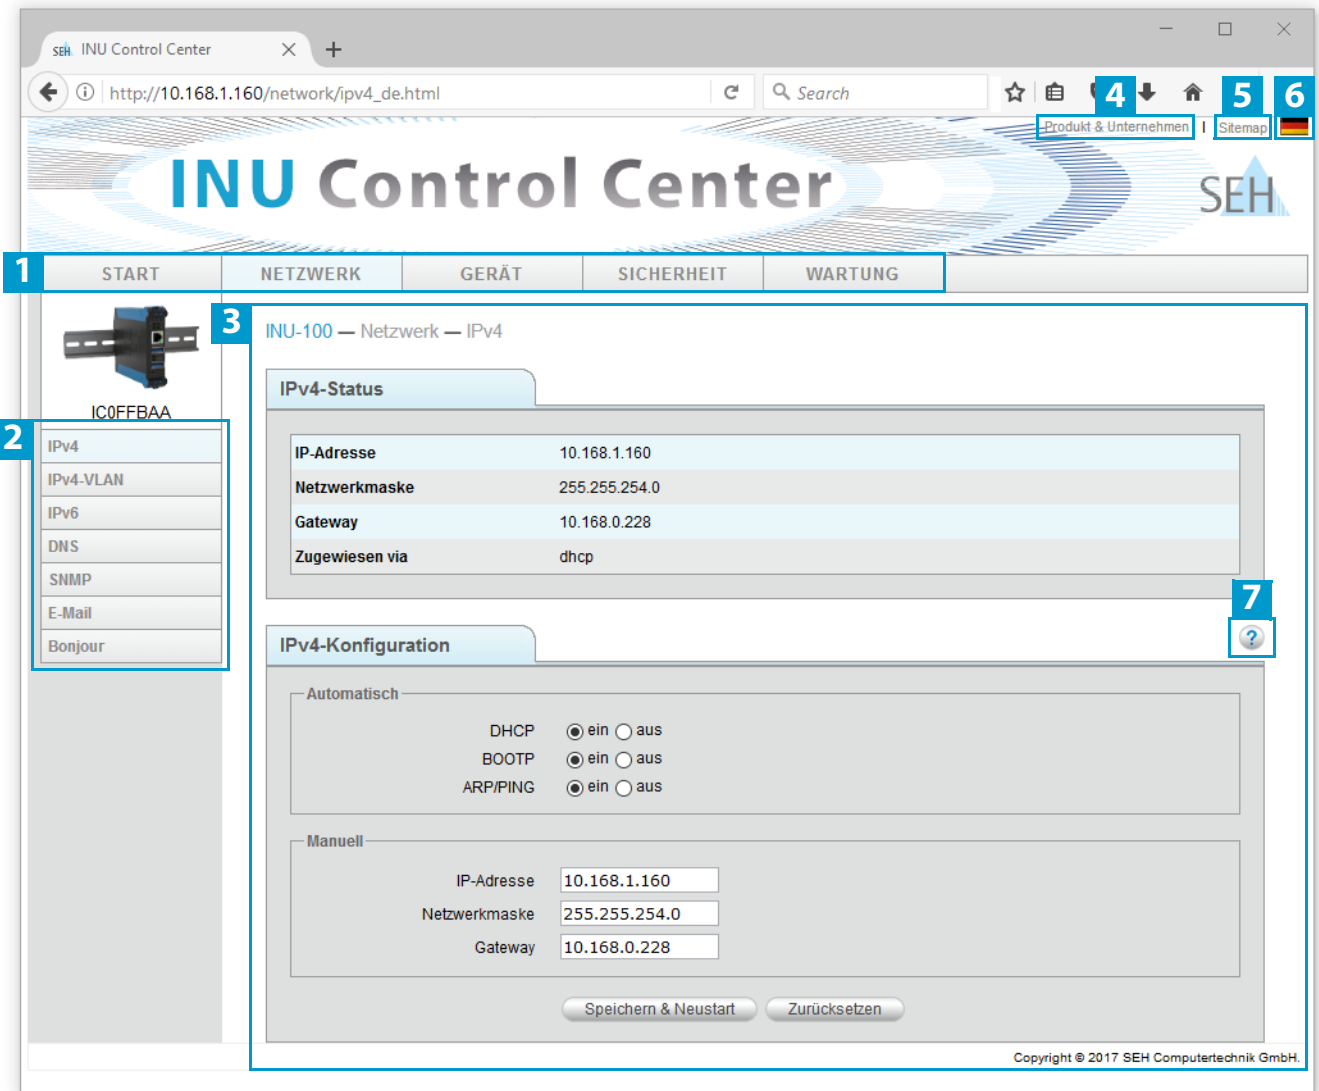 SEH INU Control Center
http://10.168.1.160/network/ipv4_de.html
Search
4
5
6
Produkt & Unternehmen | Sitemap
INU Control Center
SEH
1
START NETZWERK GERÄT SICHERHEIT WARTUNG
3
INU-100 — Netzwerk — IPv4
IC0FFBAA
2
IPv4
IPv4-VLAN
IPv6
DNS
SNMP
E-Mail
Bonjour
IPv4-Status
IP-Adresse 10.168.1.160
Netzwerkmaske 255.255.254.0
Gateway 10.168.0.228
Zugewiesen via dhcp
7
IPv4-Konfiguration ?
Automatisch
DHCP ein aus
BOOTP ein aus
ARP/PING ein aus
Manuell
IP-Adresse 10.168.1.160
Netzwerkmaske 255.255.254.0
Gateway 10.168.0.228
Speichern & Neustart Zurücksetzen
Copyright © 2017 SEH Computertechnik GmbH.